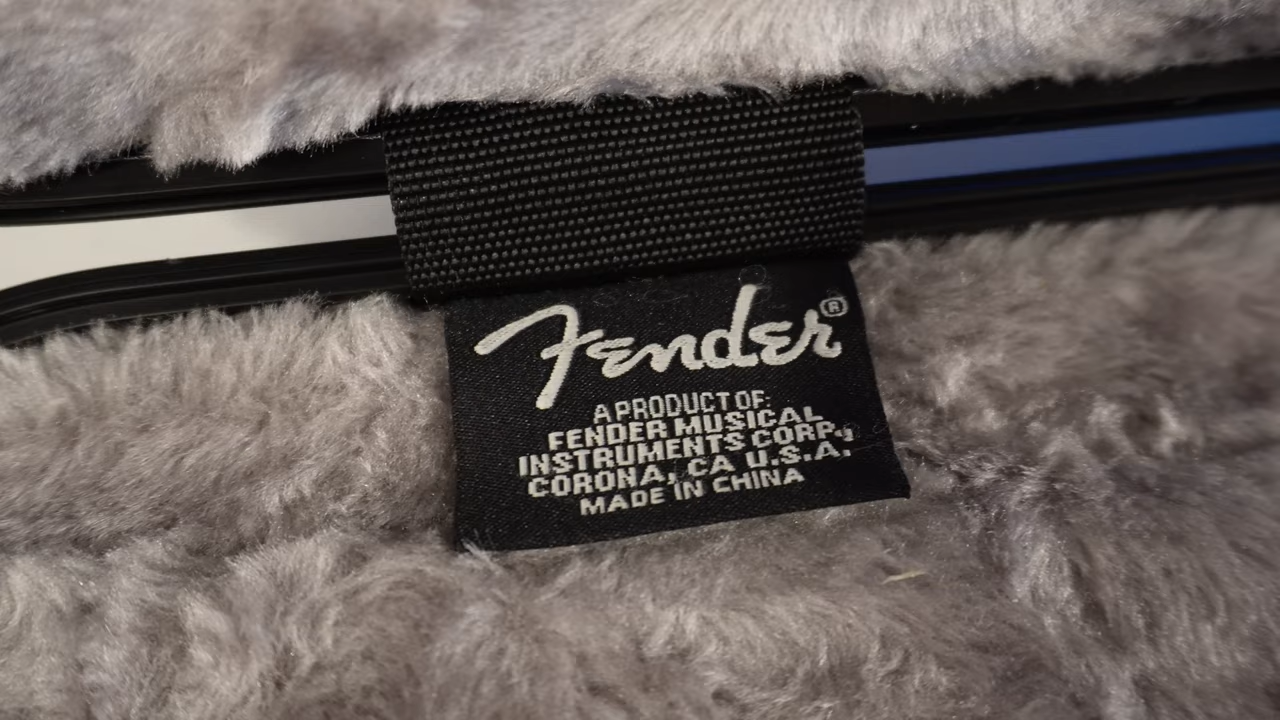 Fender®
A PRODUCT OF:
FENDER MUSICAL
INSTRUMENTS CORP.,
CORONA, CA U.S.A.
MADE IN CHINA